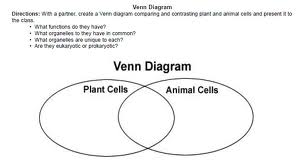 Venn Diagram
Directions: With a partner, create a Venn diagram comparing and contrasting plant and animal cells and present it to
the class.
• What functions do they have?
• What organelles to they have in common?
• What organelles are unique to each?
• Are they eukaryotic or prokaryotic?
Venn Diagram
Plant Cells
Animal Cells